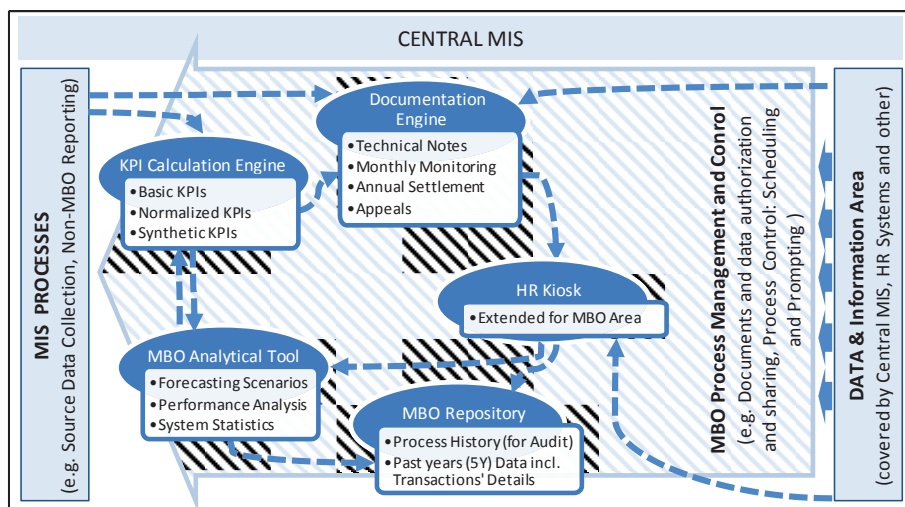 CENTRAL MIS
MIS PROCESSES
(e.g. Source Data Collection, Non-MBO Reporting)
Documentation
Engine
• Technical Notes
• Monthly Monitoring
• Annual Settlement
• Appeals
KPI Calculation Engine
• Basic KPIs
• Normalized KPIs
• Synthetic KPIs
HR Kiosk
• Extended for MBO Area
MBO Analytical Tool
• Forecasting Scenarios
• Performance Analysis
• System Statistics
MBO Repository
• Process History (for Audit)
• Past years (5Y) Data incl.
Transactions' Details
MBO Process Management and Conrol
(e.g. Documents and data authorization
and sharing, Process Control: Scheduling
and Prompting )
DATA & Information Area
(covered by Central MIS, HR Systems and other)